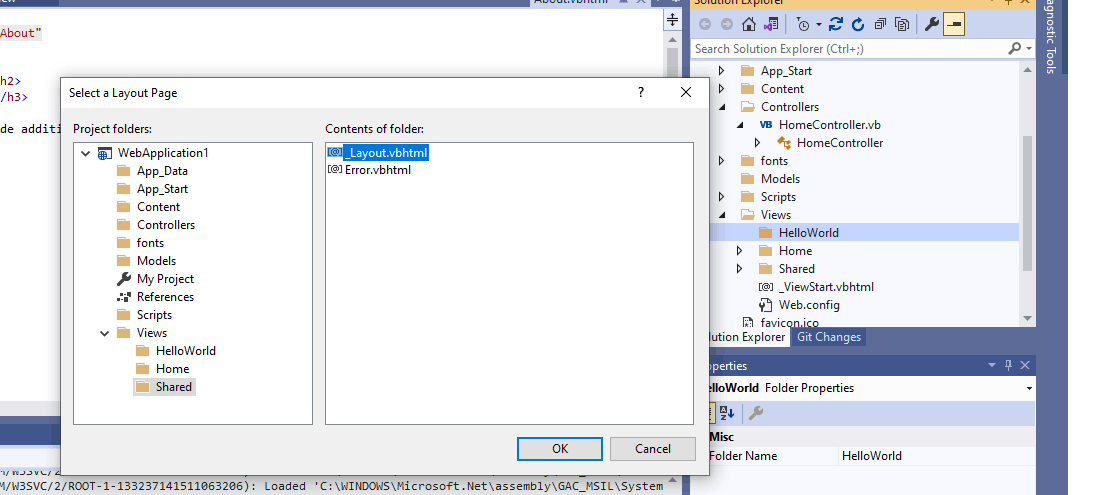 About.vbhtml
Solution Explorer
About"
Search Solution Explorer (Ctrl+;)
h2>
/h3>
App_Start
Content
Controllers
HomeController.vb
HomeController
fonts
Models
Scripts
Views
HelloWorld
Home
Shared
_ViewStart.vbhtml
Web.config
favicon.ico
Diagnostic Tools
Select a Layout Page
?
Project folders:
Contents of folder:
WebApplication1
App_Data
App_Start
Content
Controllers
fonts
Models
My Project
References
Scripts
Views
HelloWorld
Home
Shared
_Layout.vbhtml
Error.vbhtml
OK
Cancel
de additi
lution Explorer
Git Changes
operties
elloWorld Folder Properties
Misc
Folder Name HelloWorld
M/W3SVC/2/ROOT-1-133237141511063206): Loaded 'C:\WINDOWS\Microsoft.Net\assembly\GAC_MSIL\System